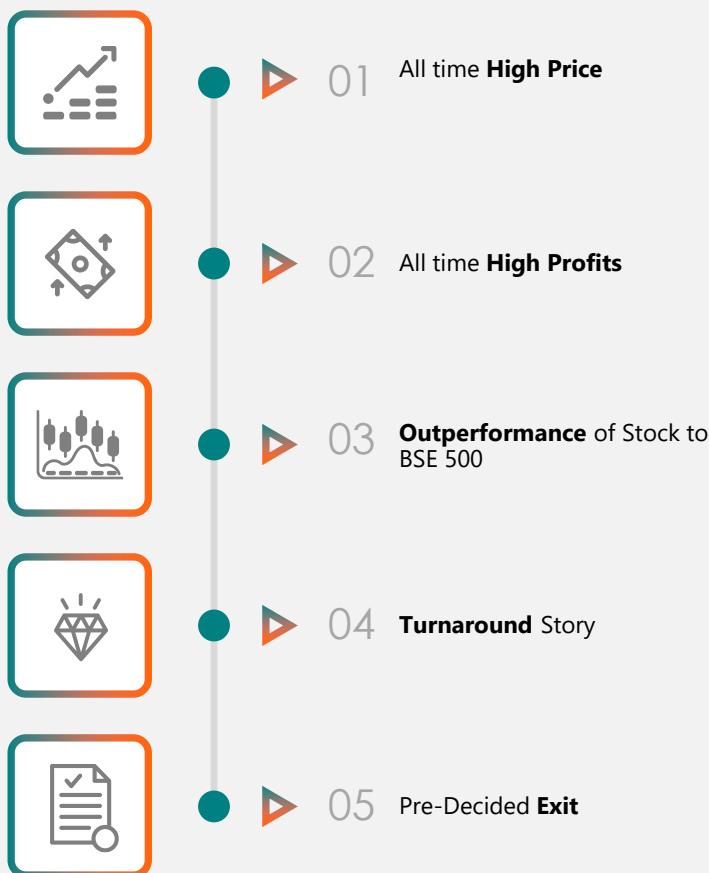 01 All time High Price
02 All time High Profits
03 Outperformance of Stock to
BSE 500
04 Turnaround Story
05 Pre-Decided Exit